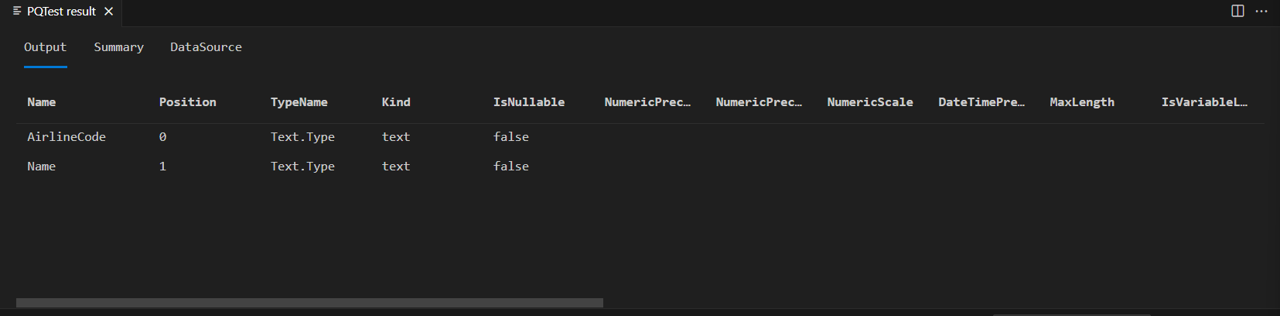 PQTest result
Output Summary DataSource
Name Position TypeName Kind IsNullable NumericPrec… NumericPrec… NumericScale DateTimePre… MaxLength IsVariableL…
AirlineCode 0 Text.Type text false
Name 1 Text.Type text false